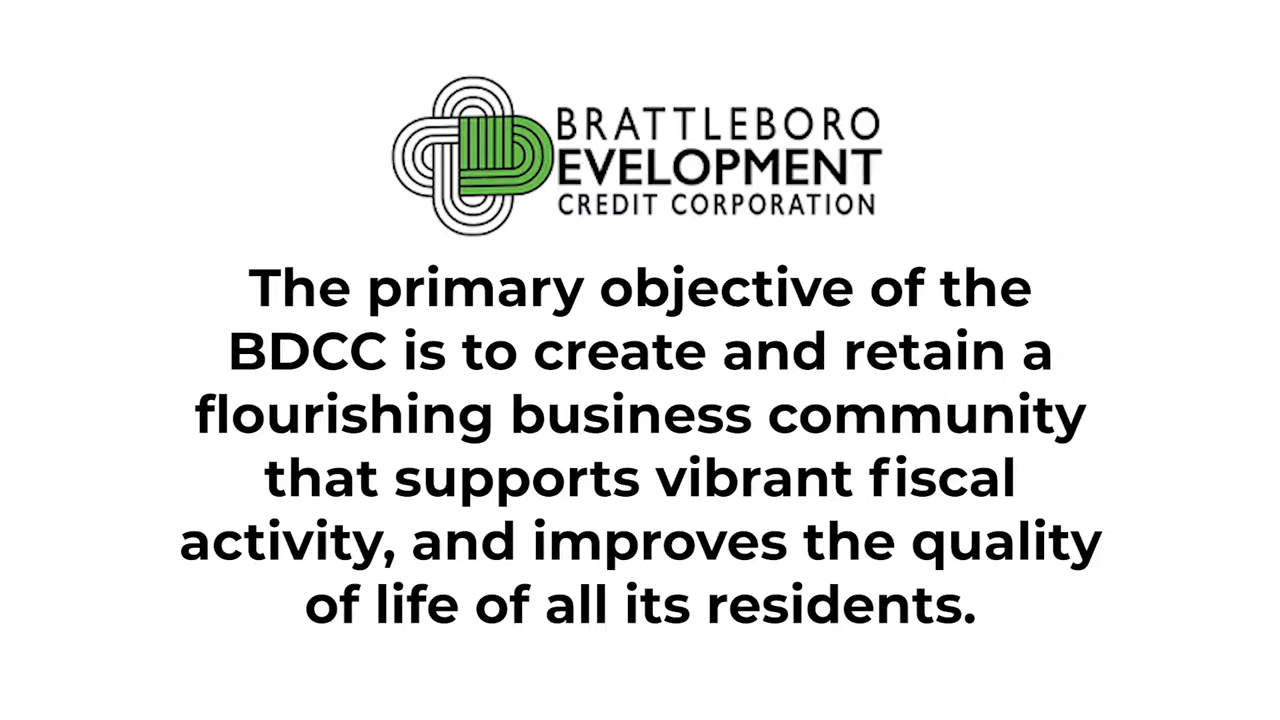 BRATTLEBORO
DEVELOPMENT
CREDIT CORPORATION
The primary objective of the
BDCC is to create and retain a
flourishing business community
that supports vibrant fiscal
activity, and improves the quality
of life of all its residents.